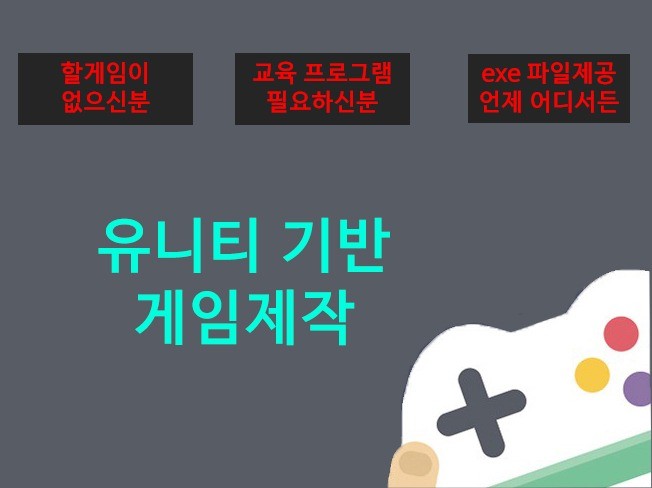 할게임이
없으신분
교육 프로그램
필요하신분
exe 파일제공
언제 어디서든
유니티 기반
게임제작